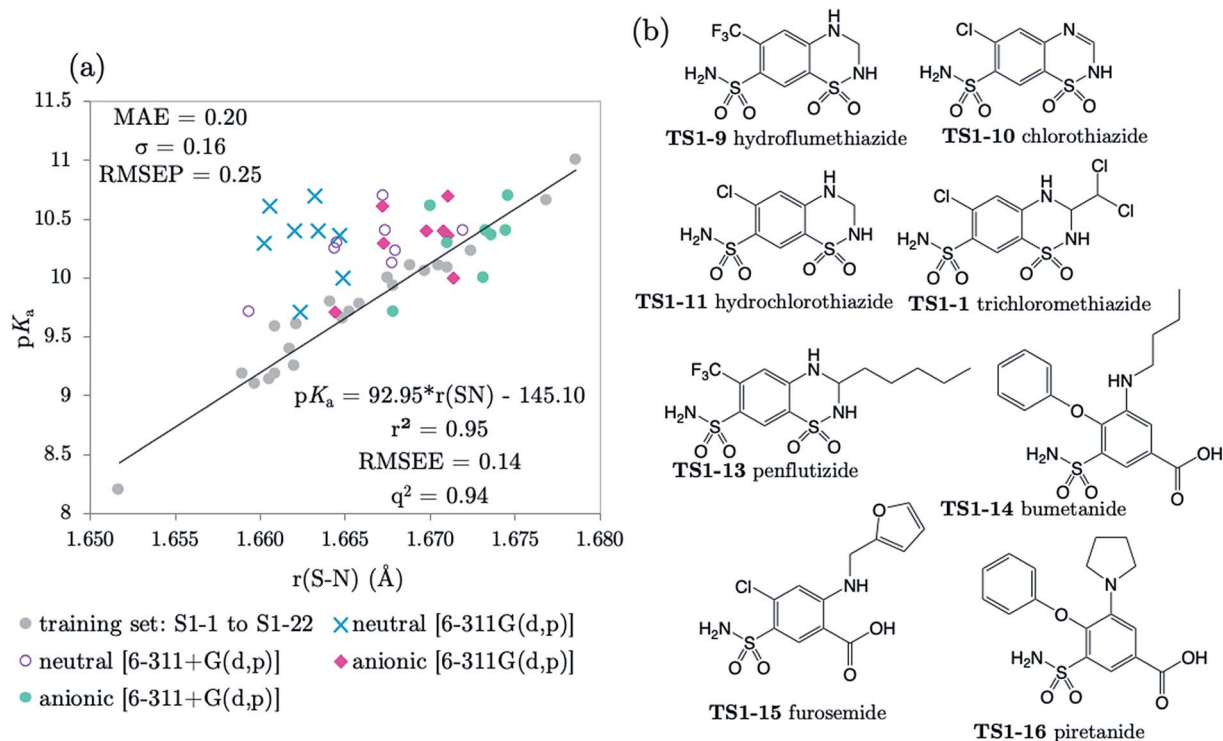 (a)
MAE = 0.20
σ = 0.16
RMSEP = 0.25
11.5
11
10.5
10
9.5
9
8.5
8
pKa
pKa = 92.95*r(SN) - 145.10
r² = 0.95
RMSEE = 0.14
q² = 0.94
1.650 1.655 1.660 1.665 1.670 1.675 1.680
r(S-N) (Å)
training set: S1-1 to S1-22
neutral [6-311G(d,p)]
neutral [6-311+G(d,p)]
anionic [6-311G(d,p)]
anionic [6-311+G(d,p)]
(b)
H
F3C N
H2N NH
S S
O O O O
TS1-9 hydroflumethiazide
Cl N
H2N NH
S S
O O O O
TS1-10 chlorothiazide
H
Cl N
H2N NH
S S
O O O O
TS1-11 hydrochlorothiazide
Cl
H
Cl N
Cl
H2N NH
S S
O O O O
TS1-1 trichloromethiazide
H
F3C N
H2N NH
S S
O O O O
TS1-13 penflutizide
HN
O
H2N
S OH
O O O
TS1-14 bumetanide
O
Cl NH
H2N OH
S
O O O
TS1-15 furosemide
N
O
H2N
S OH
O O O
TS1-16 piretanide